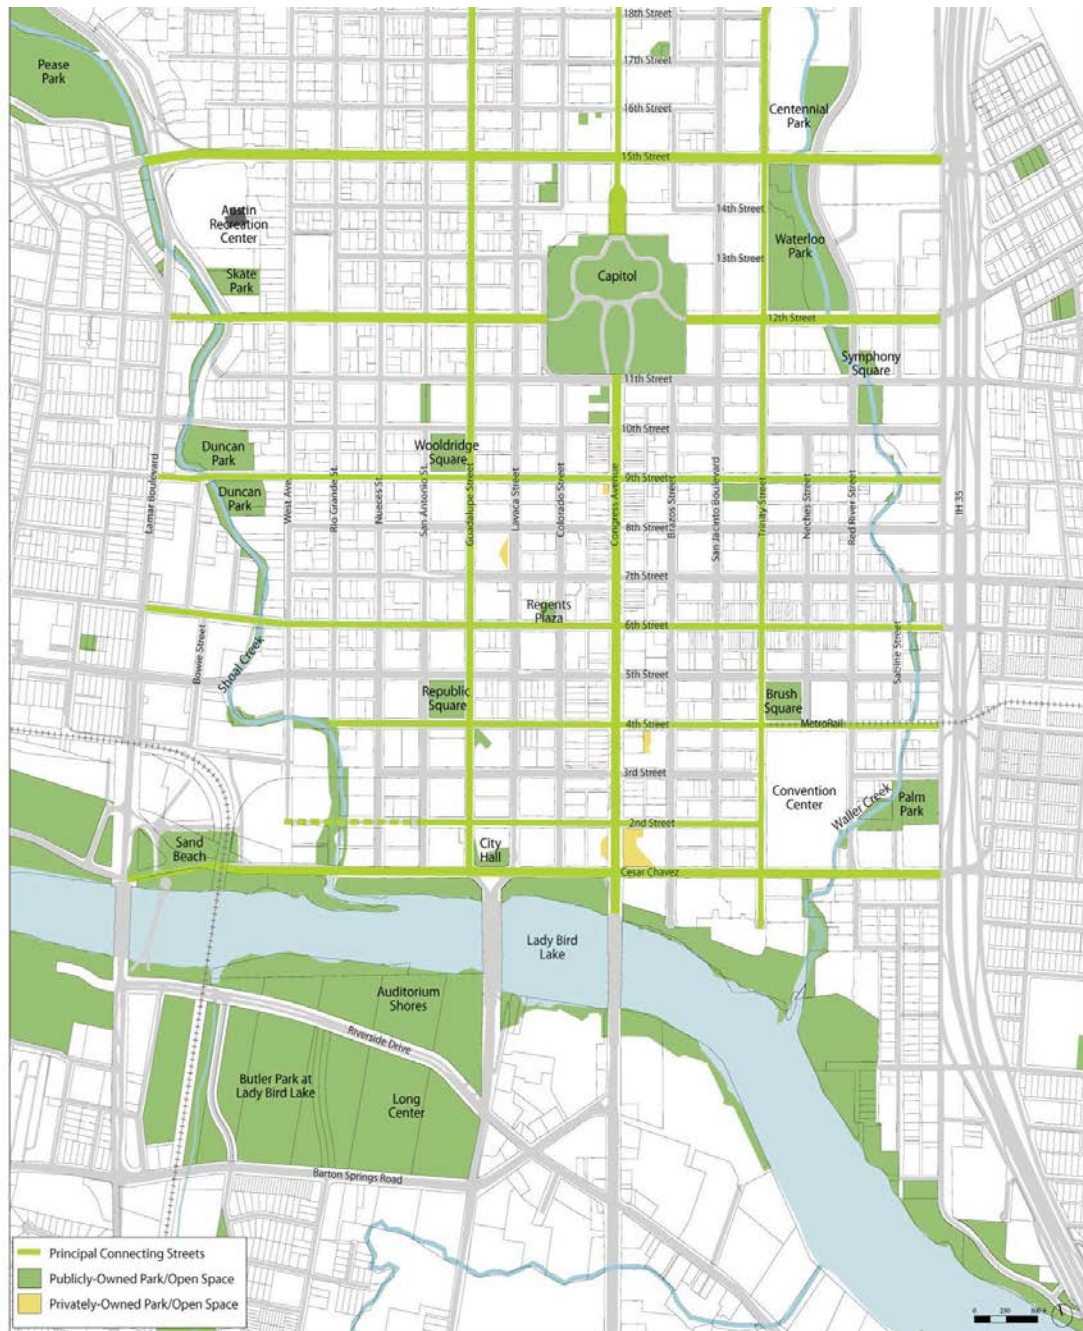 18th Street
Pease
Park
17th Street
16th Street
Centennial
Park
15th Street
Austin
Recreation
Center
14th Street
Waterloo
Park
13th Street
Skate
Park
Capitol
12th Street
Symphony
Square
11th Street
10th Street
Duncan
Park
Wooldridge
Square
9th Street
Duncan
Park
Lamar Boulevard
West Ave.
Rio Grande St.
Nueces St.
San Antonio St.
Guadalupe Street
Lavaca Street
Colorado Street
Congress Avenue
Brazos Street
San Jacinto Boulevard
Trinity Street
Neches Street
Red River Street
IH 35
8th Street
7th Street
Regents
Plaza
6th Street
Bowie Street
Shoal Creek
Sabine Street
5th Street
Republic
Square
Brush
Square
4th Street
MetroRail
3rd Street
Convention
Center
Waller Creek
Palm
Park
2nd Street
Sand
Beach
City
Hall
Cesar Chavez
Lady Bird
Lake
Auditorium
Shores
Riverside Drive
Butler Park at
Lady Bird Lake
Long
Center
Barton Springs Road
Principal Connecting Streets
Publicly-Owned Park/Open Space
Privately-Owned Park/Open Space